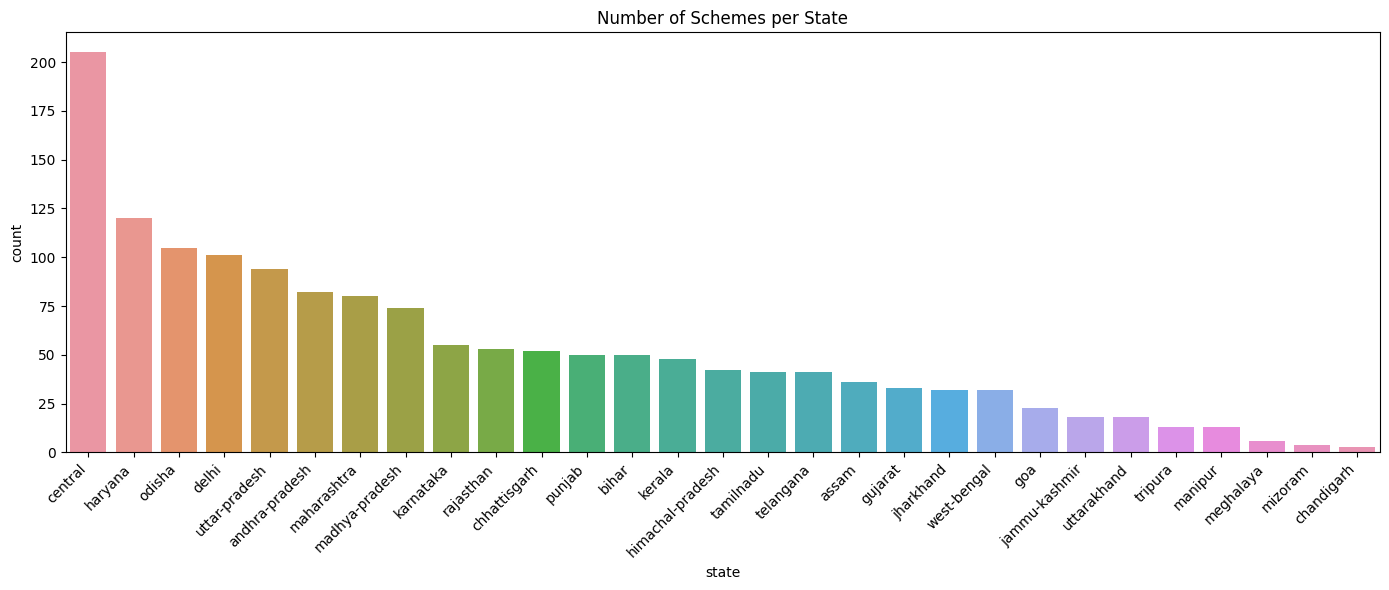 Number of Schemes per State
count
200
175
150
125
100
75
50
25
0
central
haryana
odisha
delhi
uttar-pradesh
andhra-pradesh
maharashtra
madhya-pradesh
karnataka
rajasthan
chhattisgarh
punjab
bihar
kerala
himachal-pradesh
tamilnadu
telangana
assam
gujarat
jharkhand
west-bengal
goa
jammu-kashmir
uttarakhand
tripura
manipur
meghalaya
mizoram
chandigarh
state